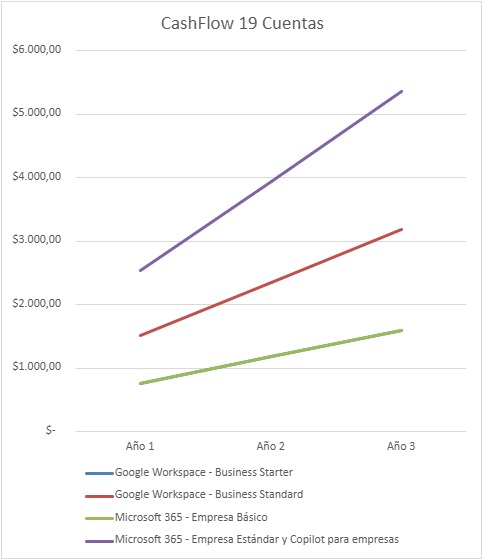 CashFlow 19 Cuentas
$6.000,00
$5.000,00
$4.000,00
$3.000,00
$2.000,00
$1.000,00
$-
Año 1 Año 2 Año 3
Google Workspace - Business Starter
Google Workspace - Business Standard
Microsoft 365 - Empresa Básico
Microsoft 365 - Empresa Estándar y Copilot para empresas